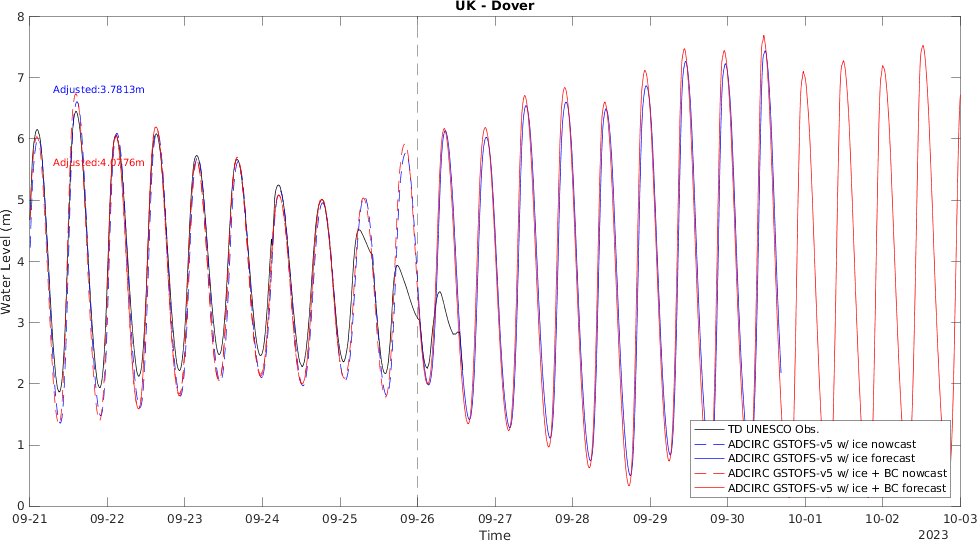 UK - Dover
8
7
6
5
4
3
2
1
0
Water Level (m)
Adjusted:3.7813m
Adjusted:4.0776m
TD UNESCO Obs.
ADCIRC GSTOFS-v5 w/ ice nowcast
ADCIRC GSTOFS-v5 w/ ice forecast
ADCIRC GSTOFS-v5 w/ ice + BC nowcast
ADCIRC GSTOFS-v5 w/ ice + BC forecast
09-21 09-22 09-23 09-24 09-25 09-26 09-27 09-28 09-29 09-30 10-01 10-02 10-03
Time
2023